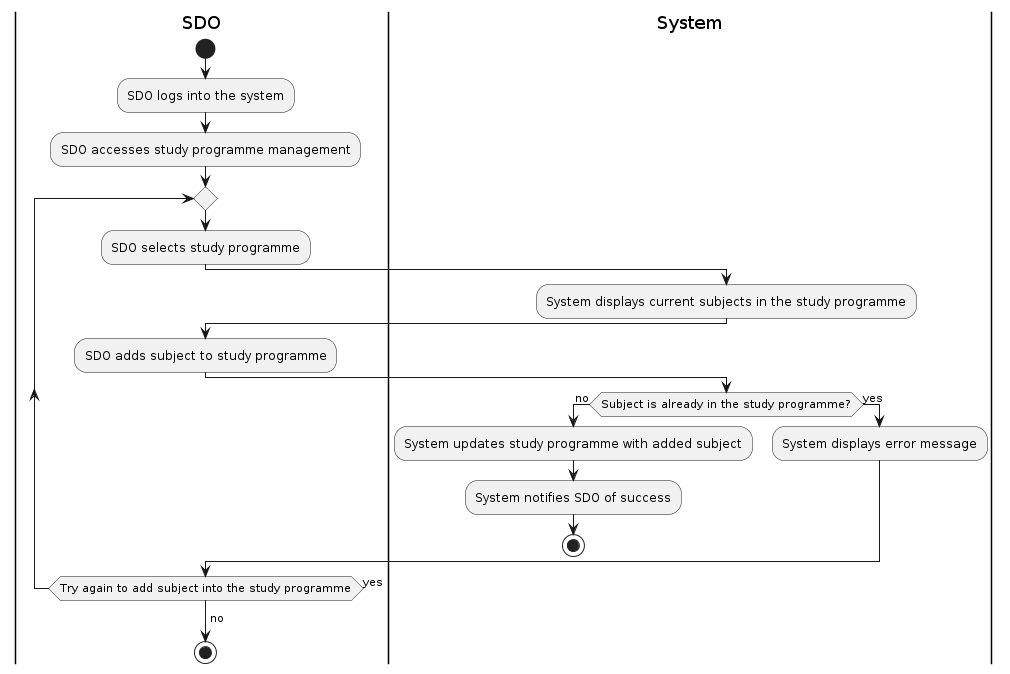 SDO
System
SDO logs into the system
SDO accesses study programme management
SDO selects study programme
System displays current subjects in the study programme
SDO adds subject to study programme
no
Subject is already in the study programme?
yes
System updates study programme with added subject
System displays error message
System notifies SDO of success
Try again to add subject into the study programme
yes
no